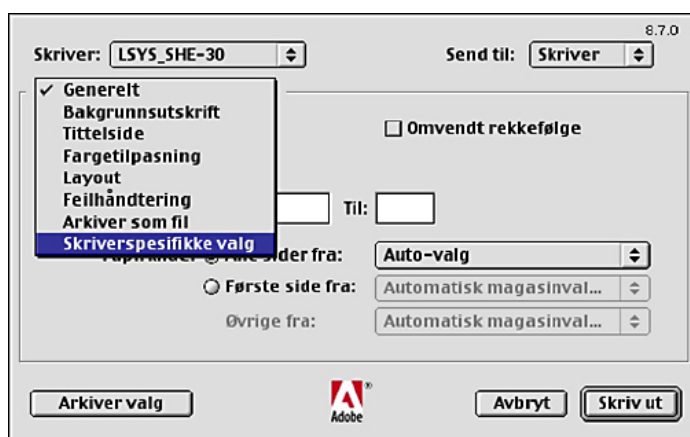 8.7.0
Skriver: LSYS_SHE-30 Send til: Skriver
✓ Generelt
Bakgrunnsutskrift
Tittelside
Fargetilpasning
Layout
Feilhåndtering
Arkiver som fil
Skriverspesifikke valg
Omvendt rekkefølge
Til:
sider fra: Auto-valg
Første side fra: Automatisk magasinval...
Øvrige fra: Automatisk magasinval...
Arkiver valg Adobe® Avbryt Skriv ut